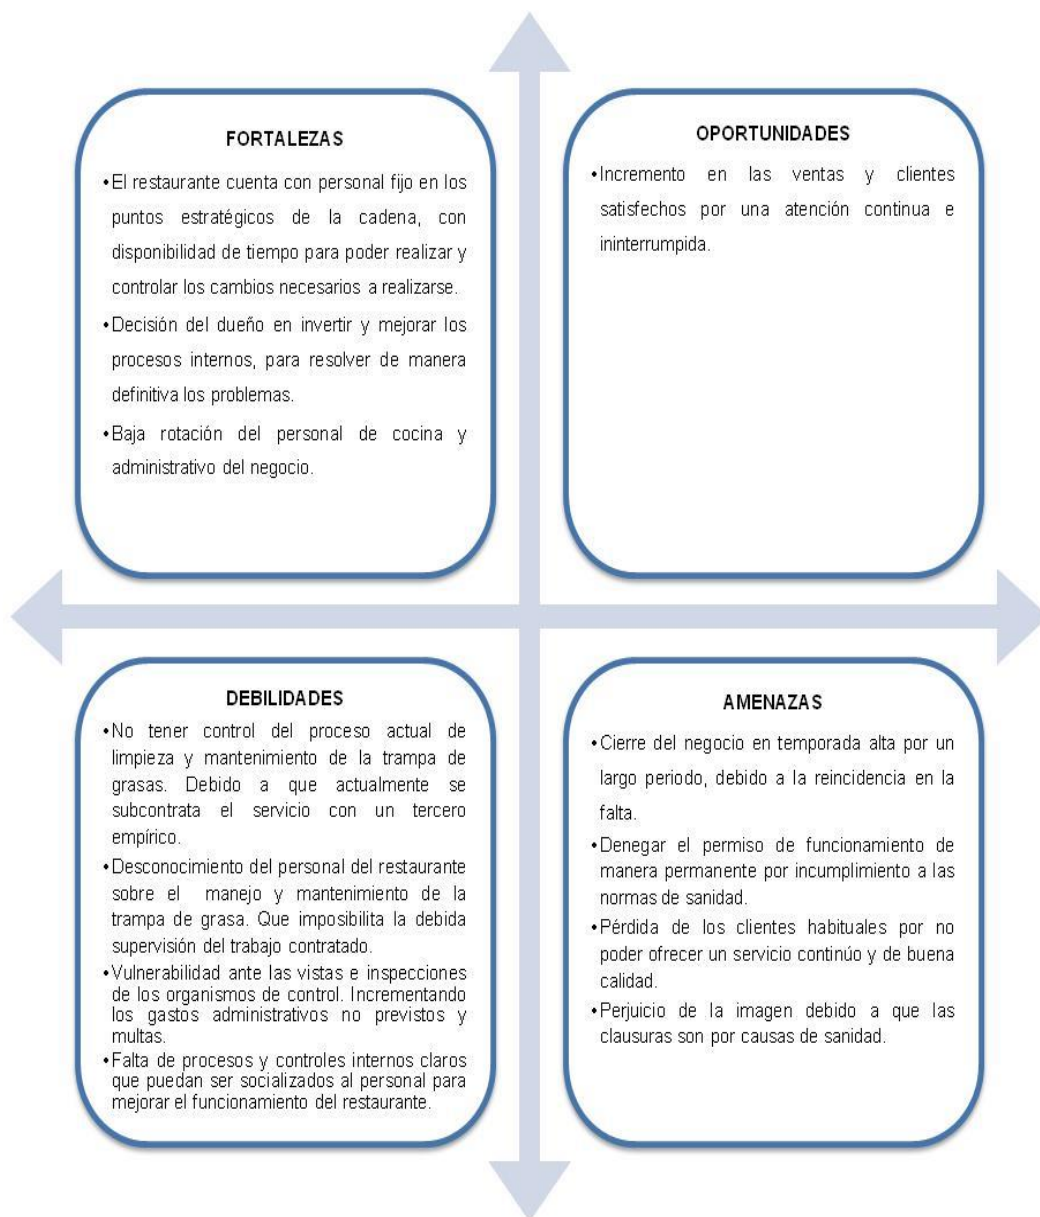 FORTALEZAS
•El restaurante cuenta con personal fijo en los
puntos estratégicos de la cadena, con
disponibilidad de tiempo para poder realizar y
controlar los cambios necesarios a realizarse.
•Decisión del dueño en invertir y mejorar los
procesos internos, para resolver de manera
definitiva los problemas.
•Baja rotación del personal de cocina y
administrativo del negocio.
OPORTUNIDADES
•Incremento en las ventas y clientes
satisfechos por una atención continua e
ininterrumpida.
DEBILIDADES
•No tener control del proceso actual de
limpieza y mantenimiento de la trampa de
grasas. Debido a que actualmente se
subcontrata el servicio con un tercero
empírico.
•Desconocimiento del personal del restaurante
sobre el manejo y mantenimiento de la
trampa de grasa. Que imposibilita la debida
supervisión del trabajo contratado.
•Vulnerabilidad ante las vistas e inspecciones
de los organismos de control. Incrementando
los gastos administrativos no previstos y
multas.
•Falta de procesos y controles internos claros
que puedan ser socializados al personal para
mejorar el funcionamiento del restaurante.
AMENAZAS
•Cierre del negocio en temporada alta por un
largo periodo, debido a la reincidencia en la
falta.
•Denegar el permiso de funcionamiento de
manera permanente por incumplimiento a las
normas de sanidad.
•Pérdida de los clientes habituales por no
poder ofrecer un servicio continúo y de buena
calidad.
•Perjuicio de la imagen debido a que las
clausuras son por causas de sanidad.